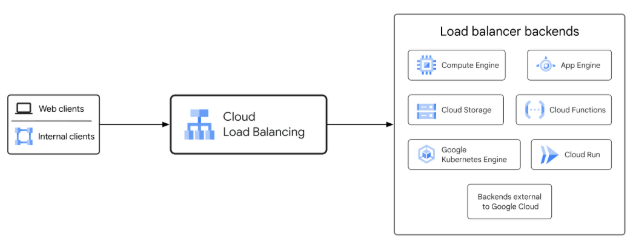 Load balancer backends
Compute Engine
App Engine
Web clients
Internal clients
Cloud
Load Balancing
Cloud Storage
Cloud Functions
Google
Kubernetes Engine
Cloud Run
Backends external
to Google Cloud